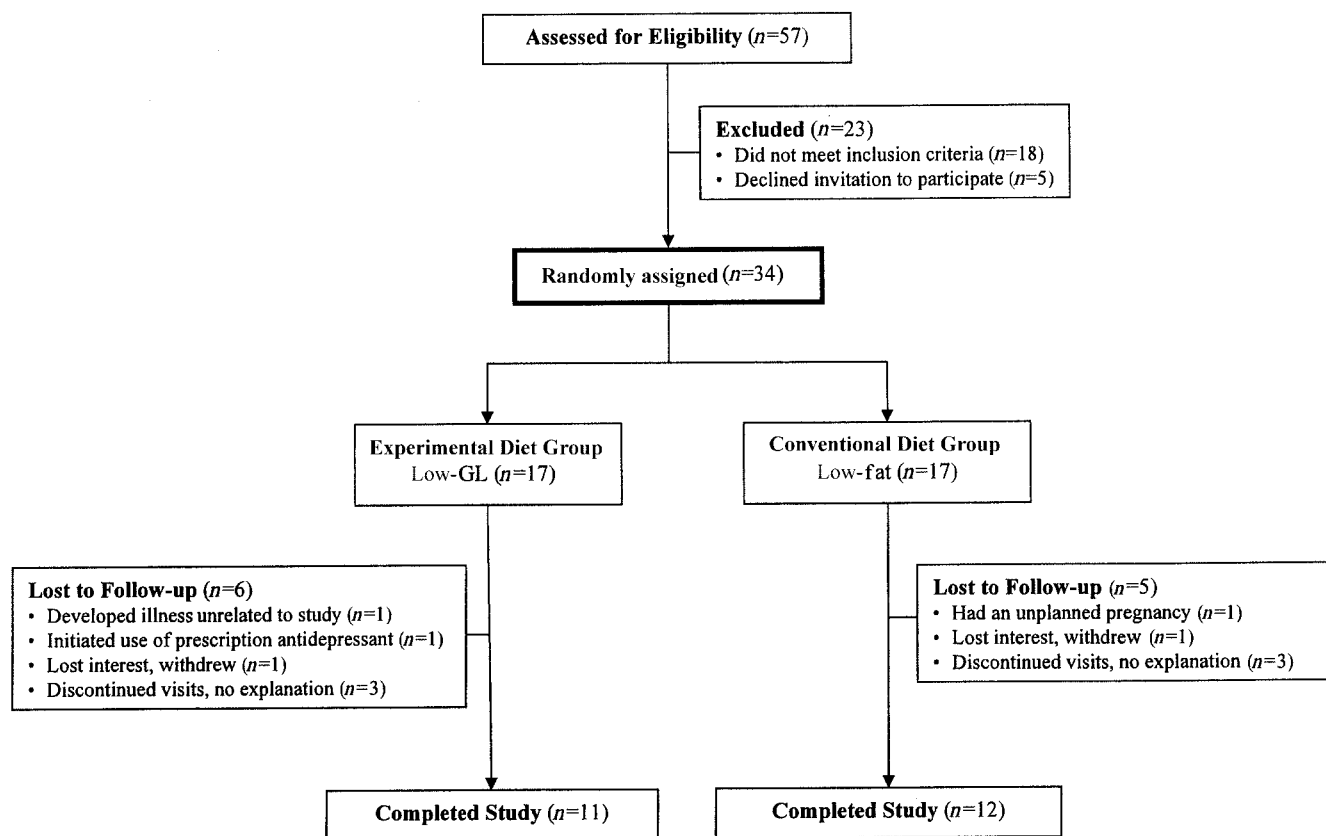 Assessed for Eligibility (n=57)
Excluded (n=23)
• Did not meet inclusion criteria (n=18)
• Declined invitation to participate (n=5)
Randomly assigned (n=34)
Experimental Diet Group
Low-GL (n=17)
Conventional Diet Group
Low-fat (n=17)
Lost to Follow-up (n=6)
• Developed illness unrelated to study (n=1)
• Initiated use of prescription antidepressant (n=1)
• Lost interest, withdrew (n=1)
• Discontinued visits, no explanation (n=3)
Lost to Follow-up (n=5)
• Had an unplanned pregnancy (n=1)
• Lost interest, withdrew (n=1)
• Discontinued visits, no explanation (n=3)
Completed Study (n=11)
Completed Study (n=12)